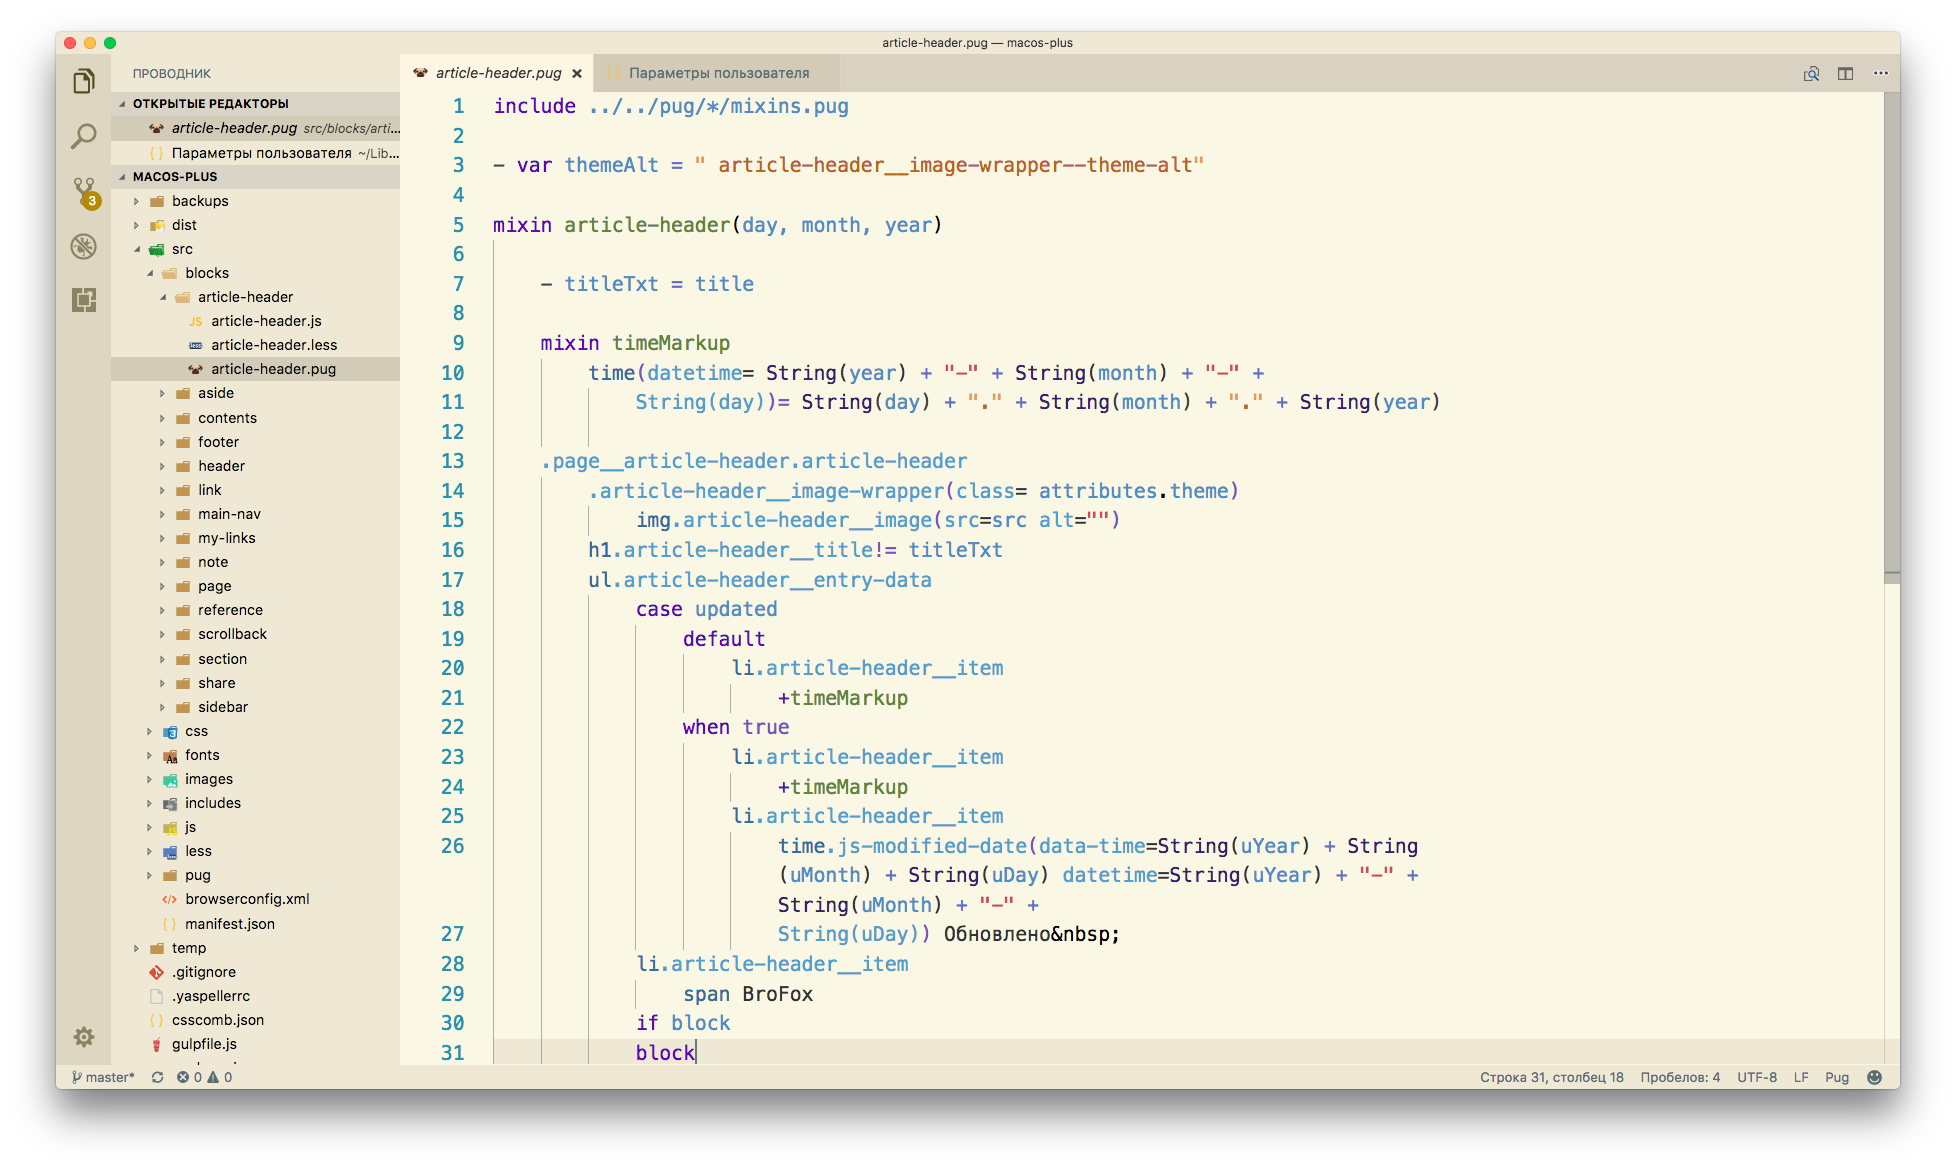 article-header.pug — macos-plus
ПРОВОДНИК
ОТКРЫТЫЕ РЕДАКТОРЫ
article-header.pug src/blocks/arti...
Параметры пользователя ~/Lib...
MACOS-PLUS
backups
dist
src
blocks
article-header
JS article-header.js
less article-header.less
article-header.pug
aside
contents
footer
header
link
main-nav
my-links
note
page
reference
scrollback
section
share
sidebar
css
fonts
images
includes
js
less
pug
browserconfig.xml
manifest.json
temp
.gitignore
.yaspellerrc
csscomb.json
gulpfile.js
3
article-header.pug × Параметры пользователя
1 include ../../pug/*/mixins.pug
2
3 - var themeAlt = " article-header__image-wrapper--theme-alt"
4
5 mixin article-header(day, month, year)
6
7 - titleTxt = title
8
9 mixin timeMarkup
10 time(datetime= String(year) + "-" + String(month) + "-" +
11 String(day))= String(day) + "." + String(month) + "." + String(year)
12
13 .page__article-header.article-header
14 .article-header__image-wrapper(class= attributes.theme)
15 img.article-header__image(src=src alt="")
16 h1.article-header__title!= titleTxt
17 ul.article-header__entry-data
18 case updated
19 default
20 li.article-header__item
21 +timeMarkup
22 when true
23 li.article-header__item
24 +timeMarkup
25 li.article-header__item
26 time.js-modified-date(data-time=String(uYear) + String
(uMonth) + String(uDay) datetime=String(uYear) + "-" +
String(uMonth) + "-" +
27 String(uDay)) Обновлено&nbsp;
28 li.article-header__item
29 span BroFox
30 if block
31 block
master* 0 0
Строка 31, столбец 18 Пробелов: 4 UTF-8 LF Pug